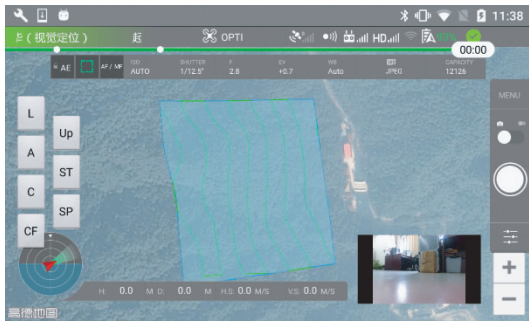 11:38
(视觉定位) 起 OPTI HD 93%
00:00
AE AF / MF ISO SHUTTER F EV WB CAPACITY
AUTO 1/12.5" 2.8 +0.7 Auto JPEG 12126
MENU
L
Up
A
ST
C
SP
CF
H: 0.0 M D: 0.0 M H.S: 0.0 M/S V.S: 0.0 M/S
高德地图